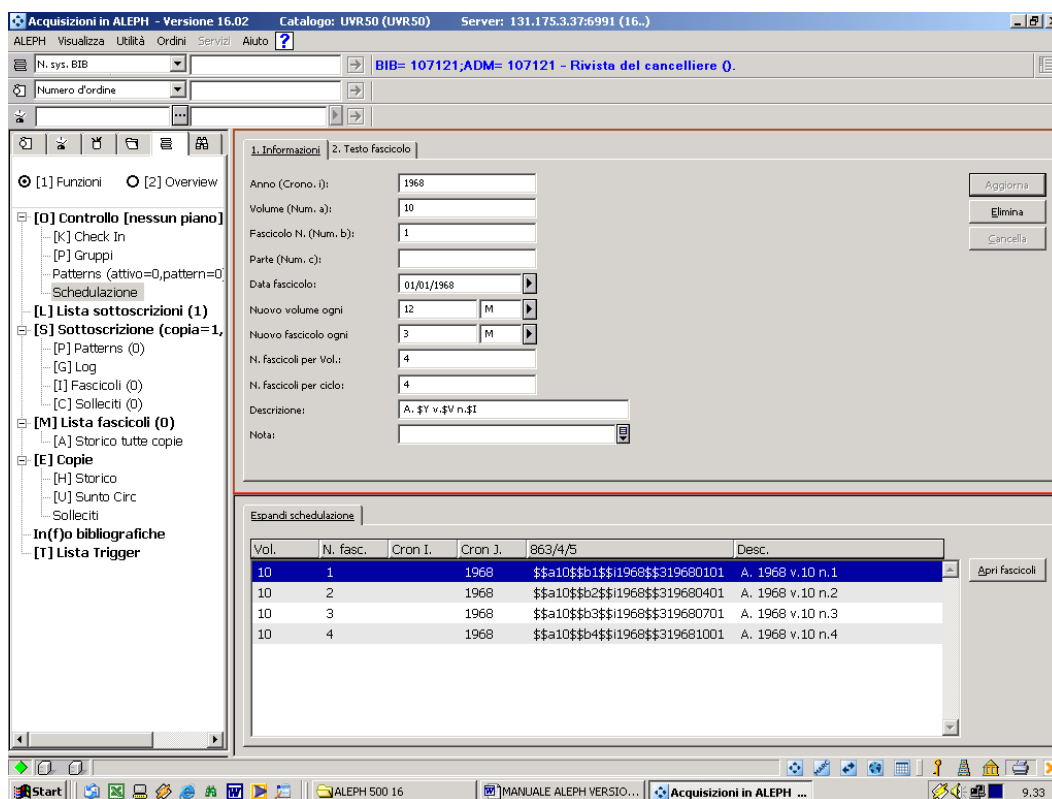 Acquisizioni in ALEPH - Versione 16.02 Catalogo: UVR50 (UVR50) Server: 131.175.3.37:6991 (16..)
ALEPH Visualizza Utilità Ordini Servizi Aiuto ?
N. sys. BIB BIB= 107121;ADM= 107121 - Rivista del cancelliere ().
Numero d'ordine
[1] Funzioni [2] Overview
[O] Controllo [nessun piano]
[K] Check In
[P] Gruppi
Patterns (attivo=0,pattern=0
Schedulazione
[L] Lista sottoscrizioni (1)
[S] Sottoscrizione (copia=1,
[P] Patterns (0)
[G] Log
[I] Fascicoli (0)
[C] Solleciti (0)
[M] Lista fascicoli (0)
[A] Storico tutte copie
[E] Copie
[H] Storico
[U] Sunto Circ
Solleciti
In(f)o bibliografiche
[T] Lista Trigger
1. Informazioni 2. Testo fascicolo
Anno (Crono. i): 1968
Volume (Num. a): 10
Fascicolo N. (Num. b): 1
Parte (Num. c):
Data fascicolo: 01/01/1968
Nuovo volume ogni 12 M
Nuovo fascicolo ogni 3 M
N. fascicoli per Vol.: 4
N. fascicoli per ciclo: 4
Descrizione: A. $Y v.$V n.$I
Nota:
Aggiorna
Elimina
Cancella
Espandi schedulazione
Vol. N. fasc. Cron I. Cron J. 863/4/5 Desc.
10 1 1968 $$a10$$b1$$i1968$$319680101 A. 1968 v.10 n.1
10 2 1968 $$a10$$b2$$i1968$$319680401 A. 1968 v.10 n.2
10 3 1968 $$a10$$b3$$i1968$$319680701 A. 1968 v.10 n.3
10 4 1968 $$a10$$b4$$i1968$$319681001 A. 1968 v.10 n.4
Apri fascicoli
Start ALEPH 500 16 MANUALE ALEPH VERSIO... Acquisizioni in ALEPH ... 9.33